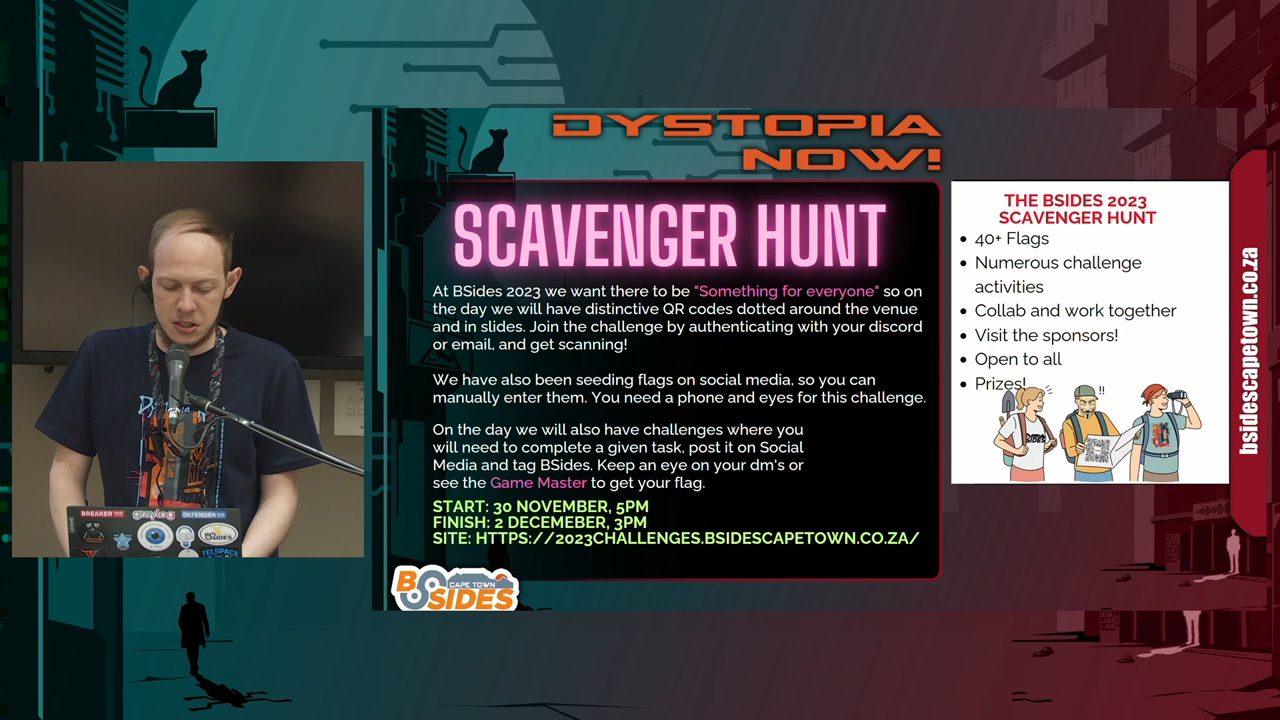 DYSTOPIA
NOW!
SCAVENGER HUNT
At BSides 2023 we want there to be "Something for everyone" so on
the day we will have distinctive QR codes dotted around the venue
and in slides. Join the challenge by authenticating with your discord
or email, and get scanning!
We have also been seeding flags on social media, so you can
manually enter them. You need a phone and eyes for this challenge.
On the day we will also have challenges where you
will need to complete a given task, post it on Social
Media and tag BSides. Keep an eye on your dm's or
see the Game Master to get your flag.
START: 30 NOVEMBER, 5PM
FINISH: 2 DECEMEBER, 3PM
SITE: HTTPS://2023CHALLENGES.BSIDESCAPETOWN.CO.ZA/
BSIDES
CAPE TOWN
THE BSIDES 2023
SCAVENGER HUNT
• 40+ Flags
• Numerous challenge
activities
• Collab and work together
• Visit the sponsors!
• Open to all
• Prizes!
!!
bsidescapetown.co.za
BREAKER
graylog
DEFENDER
BSIDES
TELSPACE